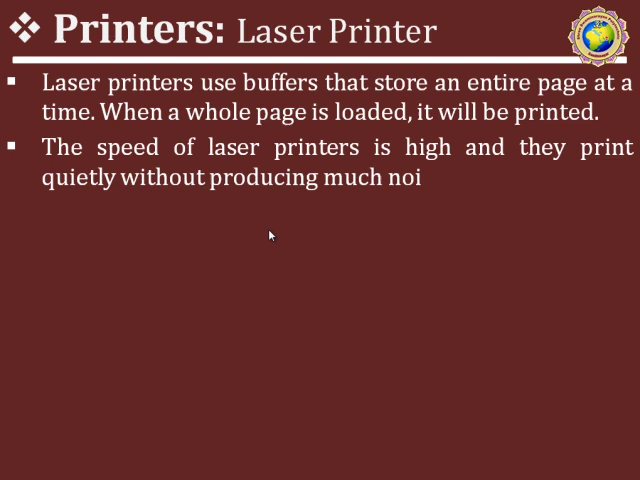 ❖ Printers: Laser Printer
▪ Laser printers use buffers that store an entire page at a
time. When a whole page is loaded, it will be printed.
▪ The speed of laser printers is high and they print
quietly without producing much noi